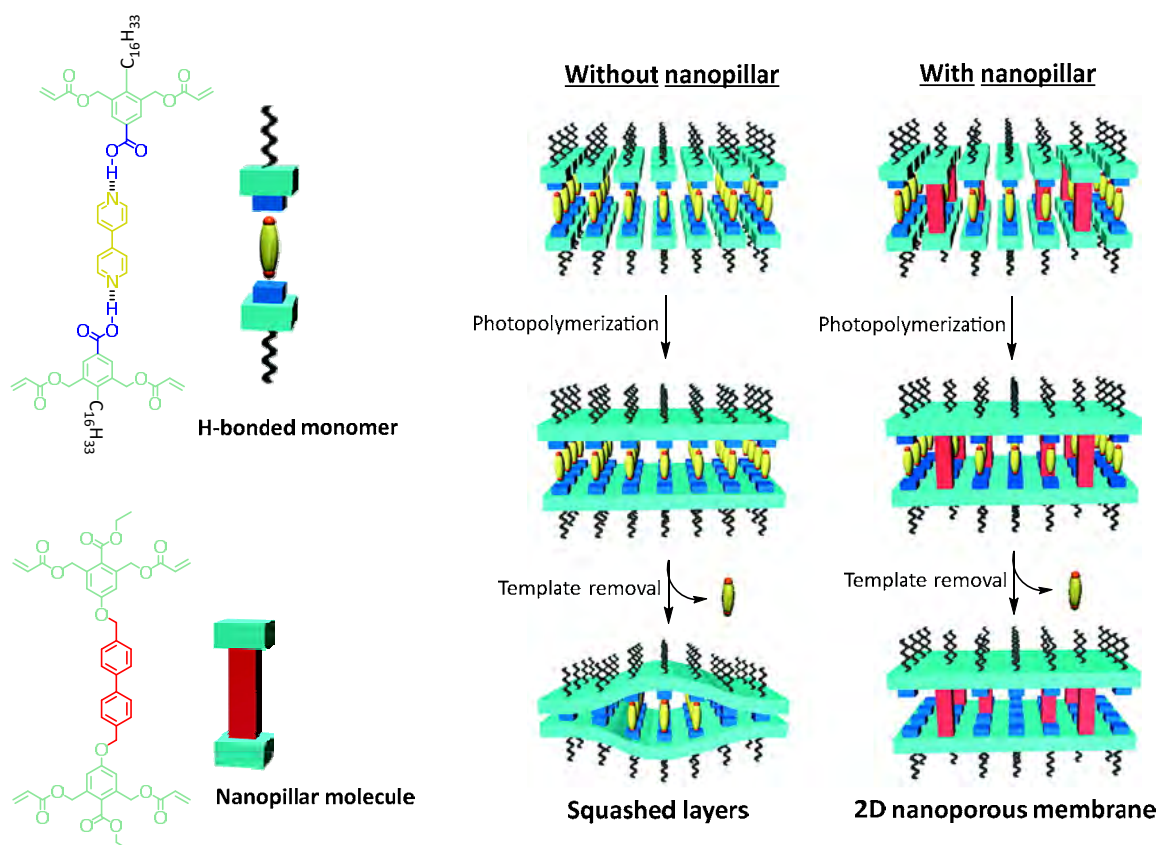 C16H33
O
O
O
O
O
O
H
N
N
H
O
O
O
O
O
O
C16H33
H-bonded monomer
O
O
O
O
O
O
O
O
O
O
O
O
O
O
Nanopillar molecule
Without nanopillar
Photopolymerization
Template removal
Squashed layers
With nanopillar
Photopolymerization
Template removal
2D nanoporous membrane